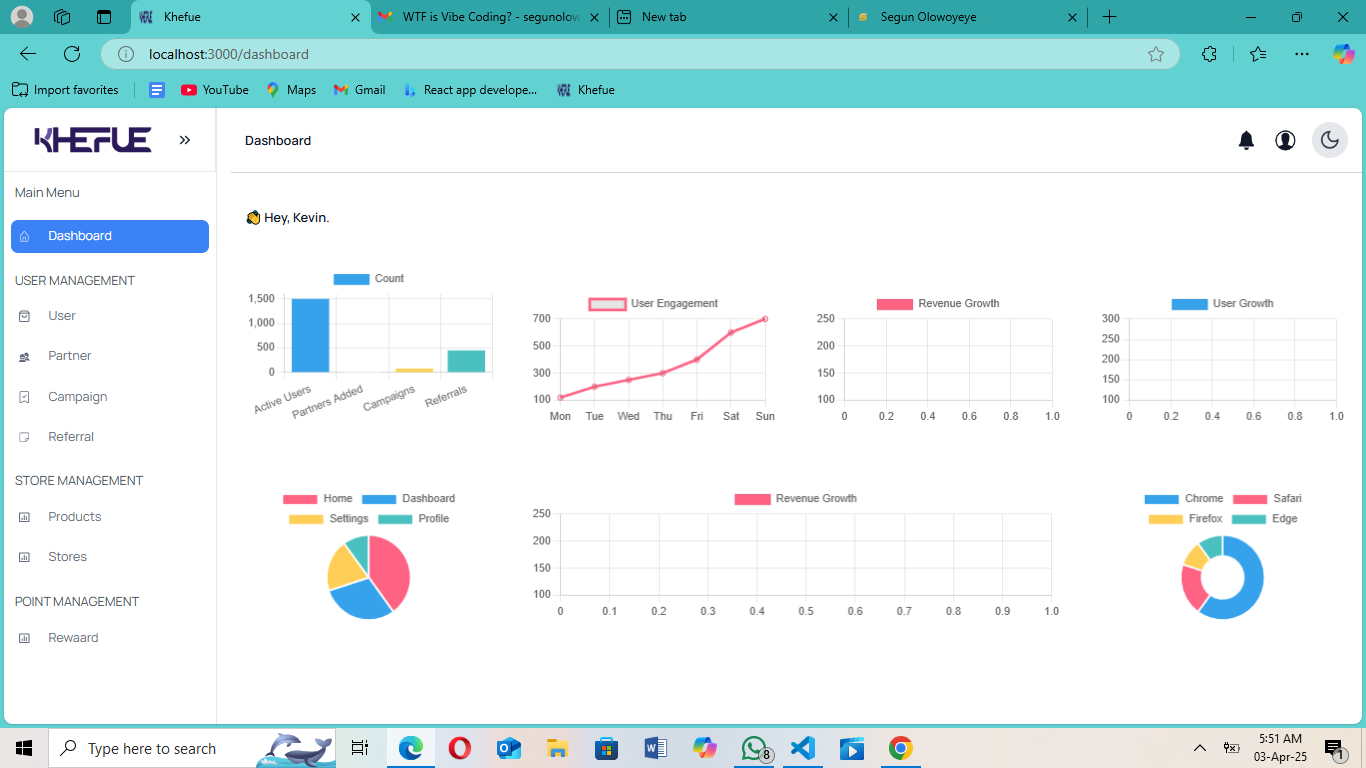 Khefue
WTF is Vibe Coding? - segunolow
New tab
Segun Olowoyeye
localhost:3000/dashboard
Import favorites
YouTube
Maps
Gmail
React app develope...
Khefue
KHEFUE
Dashboard
Main Menu
👋 Hey, Kevin.
Dashboard
USER MANAGEMENT
User
Partner
Campaign
Referral
STORE MANAGEMENT
Products
Stores
POINT MANAGEMENT
Rewaard
Count
1,500
1,000
500
0
Active Users
Partners Added
Campaigns
Referrals
User Engagement
700
500
300
100
Mon Tue Wed Thu Fri Sat Sun
Revenue Growth
250
200
150
100
0 0.2 0.4 0.6 0.8 1.0
User Growth
300
250
200
150
100
0 0.2 0.4 0.6 0.8 1.0
Home Dashboard
Settings Profile
Revenue Growth
250
200
150
100
0 0.1 0.2 0.3 0.4 0.5 0.6 0.7 0.8 0.9 1.0
Chrome Safari
Firefox Edge
Type here to search
8
5:51 AM
03-Apr-25
1